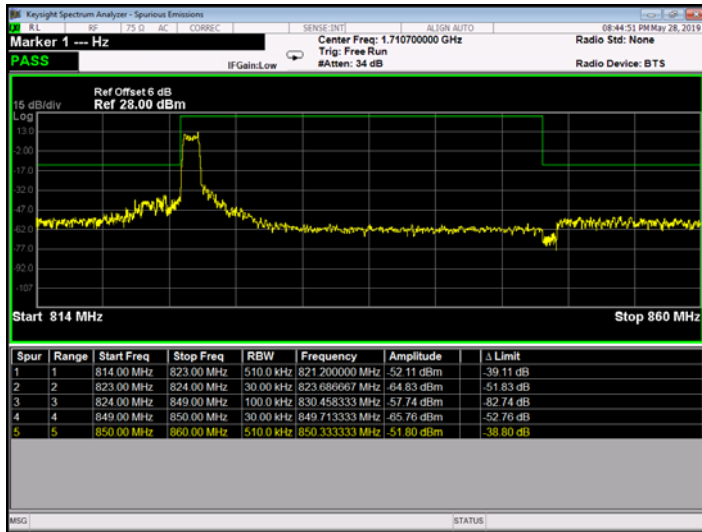 Keysight Spectrum Analyzer - Spurious Emissions
RL RF 75 Ω AC CORREC SENSE:INT ALIGN AUTO 08:44:51 PM May 28, 2019
Marker 1 --- Hz Center Freq: 1.710700000 GHz Radio Std: None
Trig: Free Run
PASS IFGain:Low #Atten: 34 dB Radio Device: BTS
Ref Offset 6 dB
15 dB/div Ref 28.00 dBm
Log
13.0
-2.00
-17.0
-32.0
-47.0
-62.0
-77.0
-92.0
-107
Start 814 MHz Stop 860 MHz
Spur Range Start Freq Stop Freq RBW Frequency Amplitude Δ Limit
1 1 814.00 MHz 823.00 MHz 510.0 kHz 821.200000 MHz -52.11 dBm -39.11 dB
2 2 823.00 MHz 824.00 MHz 30.00 kHz 823.686667 MHz -64.83 dBm -51.83 dB
3 3 824.00 MHz 849.00 MHz 100.0 kHz 830.458333 MHz -57.74 dBm -82.74 dB
4 4 849.00 MHz 850.00 MHz 30.00 kHz 849.713333 MHz -65.76 dBm -52.76 dB
5 5 850.00 MHz 860.00 MHz 510.0 kHz 850.333333 MHz -51.80 dBm -38.80 dB
MSG STATUS